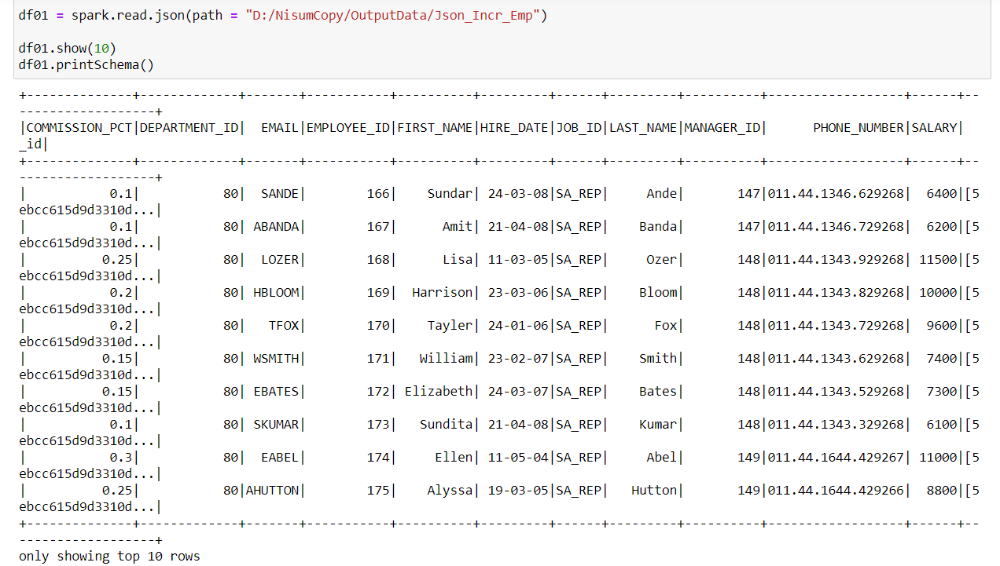 df01 = spark.read.json(path = "D:/NisumCopy/OutputData/Json_Incr_Emp")

df01.show(10)
df01.printSchema()
+--------------+-------------+-------+-----------+----------+---------+------+---------+----------+------------------+------+--
------------------+
|COMMISSION_PCT|DEPARTMENT_ID|  EMAIL|EMPLOYEE_ID|FIRST_NAME|HIRE_DATE|JOB_ID|LAST_NAME|MANAGER_ID|      PHONE_NUMBER|SALARY|
_id|
+--------------+-------------+-------+-----------+----------+---------+------+---------+----------+------------------+------+--
------------------+
|           0.1|           80|  SANDE|        166|    Sundar| 24-03-08|SA_REP|     Ande|       147|011.44.1346.629268|  6400|[5
ebcc615d9d3310d...|
|           0.1|           80| ABANDA|        167|      Amit| 21-04-08|SA_REP|    Banda|       147|011.44.1346.729268|  6200|[5
ebcc615d9d3310d...|
|          0.25|           80|  LOZER|        168|      Lisa| 11-03-05|SA_REP|     Ozer|       148|011.44.1343.929268| 11500|[5
ebcc615d9d3310d...|
|           0.2|           80| HBLOOM|        169|  Harrison| 23-03-06|SA_REP|    Bloom|       148|011.44.1343.829268| 10000|[5
ebcc615d9d3310d...|
|           0.2|           80|   TFOX|        170|    Tayler| 24-01-06|SA_REP|      Fox|       148|011.44.1343.729268|  9600|[5
ebcc615d9d3310d...|
|          0.15|           80| WSMITH|        171|   William| 23-02-07|SA_REP|    Smith|       148|011.44.1343.629268|  7400|[5
ebcc615d9d3310d...|
|          0.15|           80| EBATES|        172| Elizabeth| 24-03-07|SA_REP|    Bates|       148|011.44.1343.529268|  7300|[5
ebcc615d9d3310d...|
|           0.1|           80| SKUMAR|        173|   Sundita| 21-04-08|SA_REP|    Kumar|       148|011.44.1343.329268|  6100|[5
ebcc615d9d3310d...|
|           0.3|           80|  EABEL|        174|     Ellen| 11-05-04|SA_REP|     Abel|       149|011.44.1644.429267| 11000|[5
ebcc615d9d3310d...|
|          0.25|           80|AHUTTON|        175|    Alyssa| 19-03-05|SA_REP|   Hutton|       149|011.44.1644.429266|  8800|[5
ebcc615d9d3310d...|
+--------------+-------------+-------+-----------+----------+---------+------+---------+----------+------------------+------+--
------------------+
only showing top 10 rows